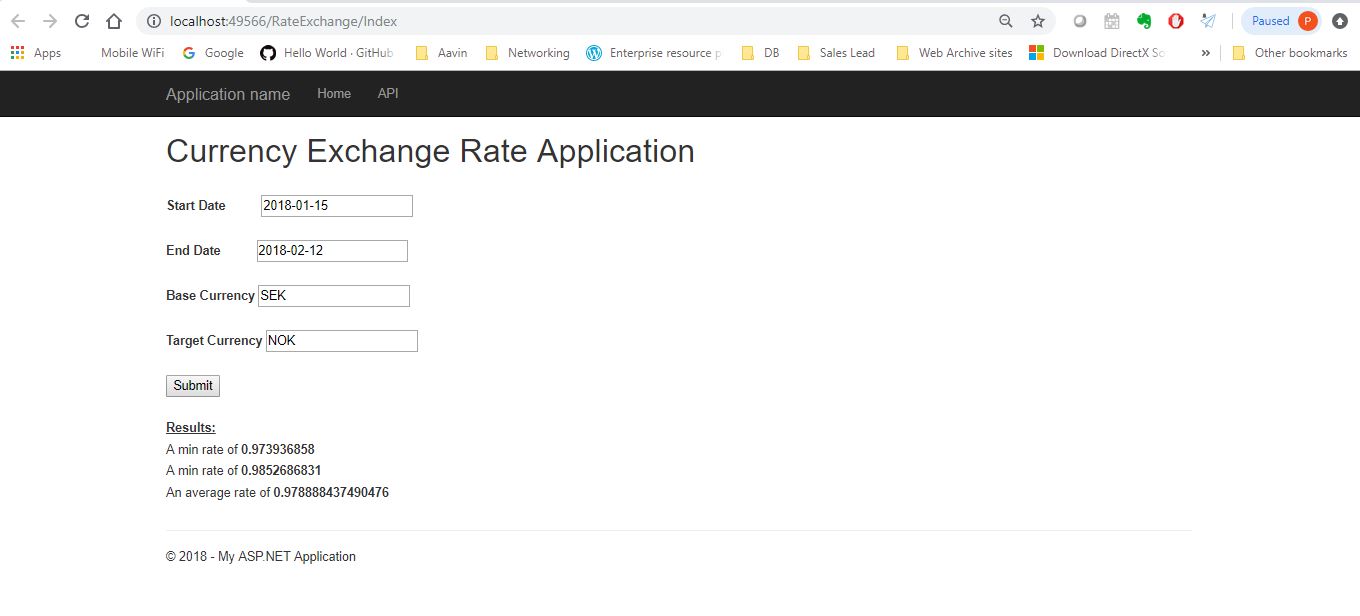 localhost:49566/RateExchange/Index
Paused P
Apps Mobile WiFi Google Hello World · GitHub Aavin Networking Enterprise resource p DB Sales Lead Web Archive sites Download DirectX So » Other bookmarks
Application name Home API
Currency Exchange Rate Application
Start Date 2018-01-15
End Date 2018-02-12
Base Currency SEK
Target Currency NOK
Submit
Results:
A min rate of 0.973936858
A min rate of 0.9852686831
An average rate of 0.978888437490476
© 2018 - My ASP.NET Application